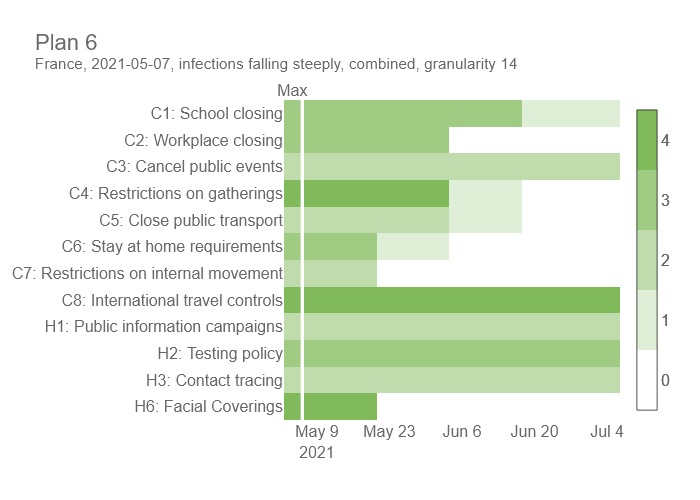 Plan 6
France, 2021-05-07, infections falling steeply, combined, granularity 14
Max
C1: School closing
C2: Workplace closing
C3: Cancel public events
C4: Restrictions on gatherings
C5: Close public transport
C6: Stay at home requirements
C7: Restrictions on internal movement
C8: International travel controls
H1: Public information campaigns
H2: Testing policy
H3: Contact tracing
H6: Facial Coverings
May 9 May 23 Jun 6 Jun 20 Jul 4
2021
4
3
2
1
0